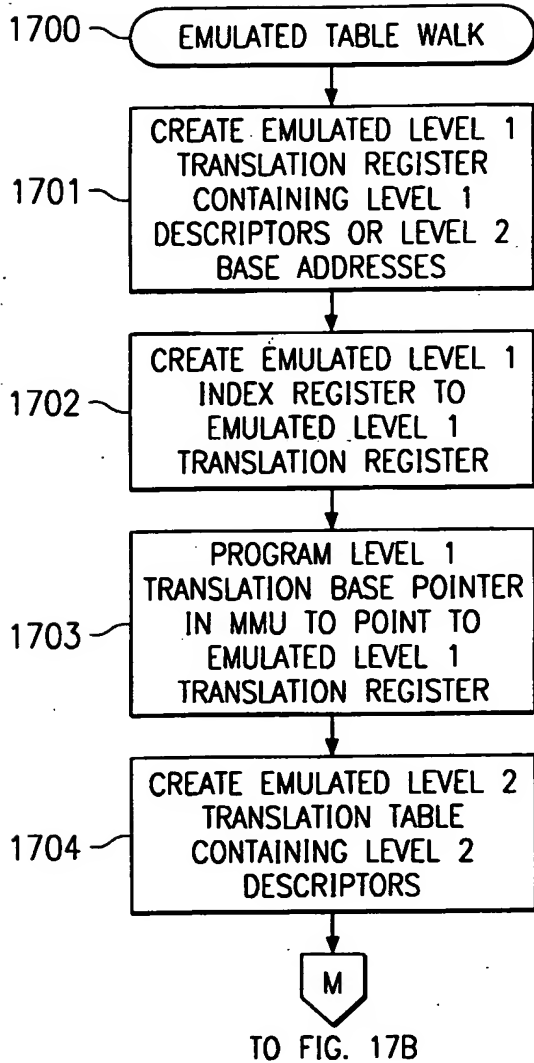 1700
EMULATED TABLE WALK
1701
CREATE EMULATED LEVEL 1
TRANSLATION REGISTER
CONTAINING LEVEL 1
DESCRIPTORS OR LEVEL 2
BASE ADDRESSES
1702
CREATE EMULATED LEVEL 1
INDEX REGISTER TO
EMULATED LEVEL 1
TRANSLATION REGISTER
1703
PROGRAM LEVEL 1
TRANSLATION BASE POINTER
IN MMU TO POINT TO
EMULATED LEVEL 1
TRANSLATION REGISTER
1704
CREATE EMULATED LEVEL 2
TRANSLATION TABLE
CONTAINING LEVEL 2
DESCRIPTORS
M
TO FIG. 17B